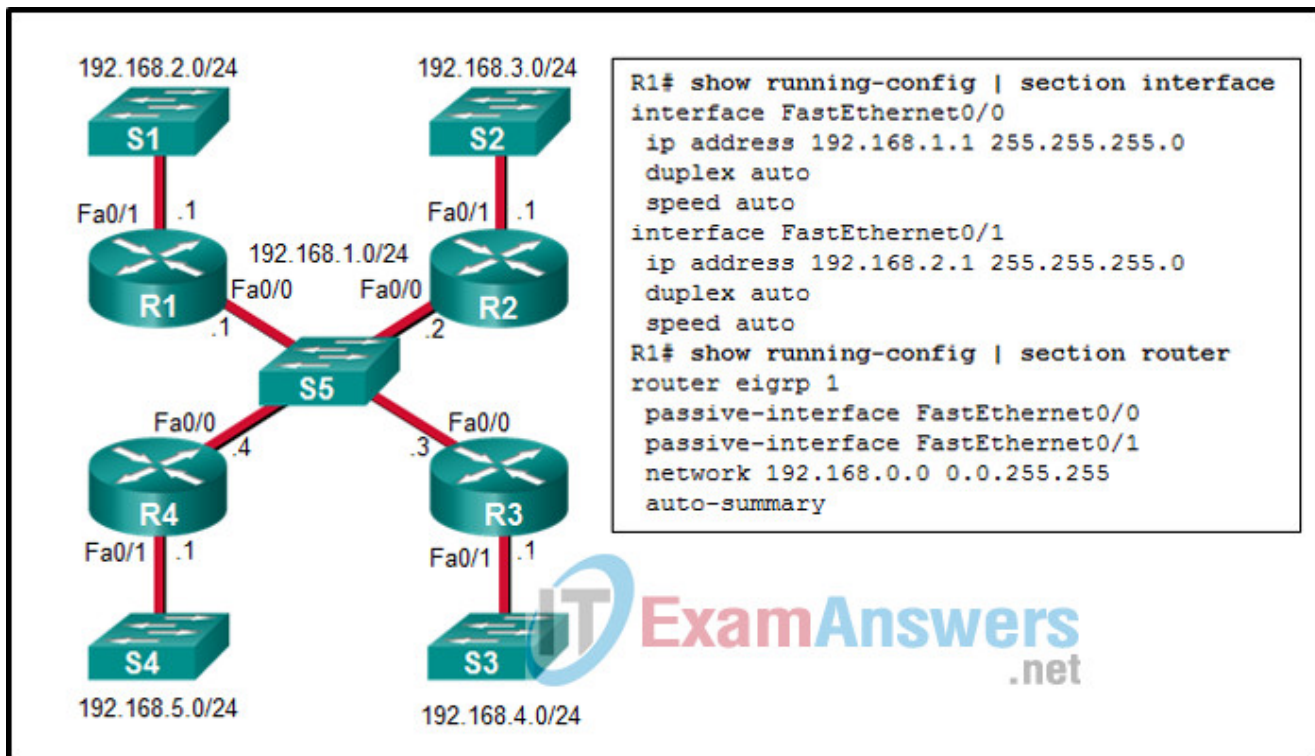 192.168.2.0/24
192.168.3.0/24
S1
S2
Fa0/1 .1
Fa0/1 .1
192.168.1.0/24
R1
Fa0/0
Fa0/0
R2
.1
.2
S5
Fa0/0
Fa0/0
.4
.3
R4
R3
Fa0/1 .1
Fa0/1 .1
S4
S3
192.168.5.0/24
192.168.4.0/24
R1# show running-config | section interface
interface FastEthernet0/0
ip address 192.168.1.1 255.255.255.0
duplex auto
speed auto
interface FastEthernet0/1
ip address 192.168.2.1 255.255.255.0
duplex auto
speed auto
R1# show running-config | section router
router eigrp 1
passive-interface FastEthernet0/0
passive-interface FastEthernet0/1
network 192.168.0.0 0.0.255.255
auto-summary
ITExamAnswers
.net